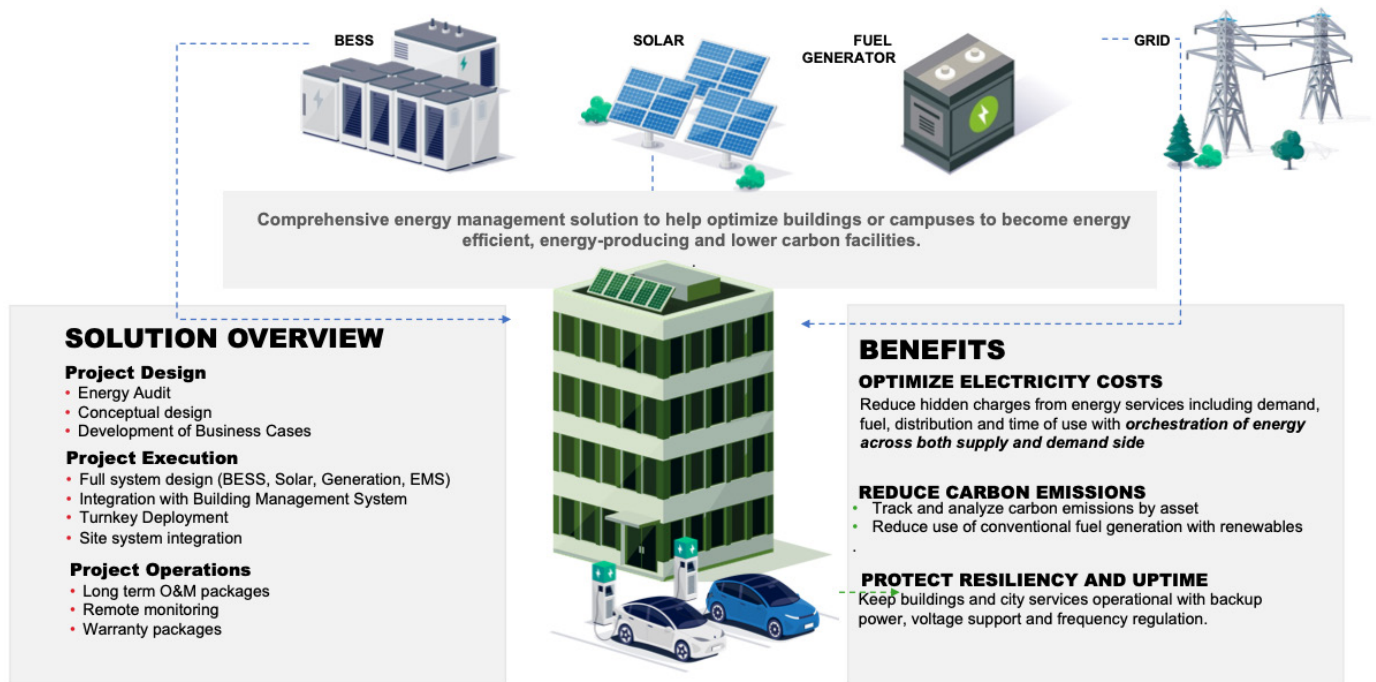 BESS
SOLAR
FUEL
GENERATOR
GRID
Comprehensive energy management solution to help optimize buildings or campuses to become energy
efficient, energy-producing and lower carbon facilities.
.
SOLUTION OVERVIEW
Project Design
• Energy Audit
• Conceptual design
• Development of Business Cases
Project Execution
• Full system design (BESS, Solar, Generation, EMS)
• Integration with Building Management System
• Turnkey Deployment
• Site system integration
Project Operations
• Long term O&M packages
• Remote monitoring
• Warranty packages
BENEFITS
OPTIMIZE ELECTRICITY COSTS
Reduce hidden charges from energy services including demand,
fuel, distribution and time of use with orchestration of energy
across both supply and demand side
REDUCE CARBON EMISSIONS
• Track and analyze carbon emissions by asset
• Reduce use of conventional fuel generation with renewables
.
PROTECT RESILIENCY AND UPTIME
Keep buildings and city services operational with backup
power, voltage support and frequency regulation.